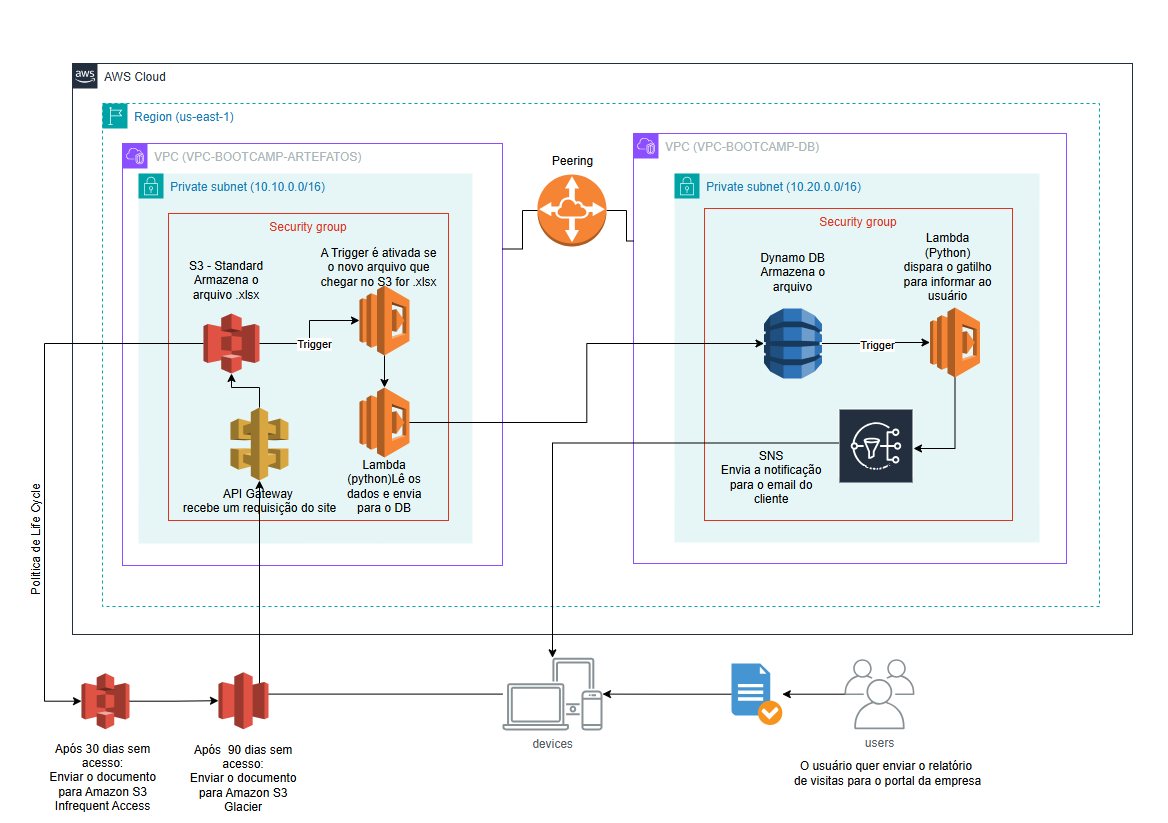 aws
AWS Cloud
Region (us-east-1)
VPC (VPC-BOOTCAMP-ARTEFATOS)
Private subnet (10.10.0.0/16)
Security group
S3 - Standard
Armazena o
arquivo .xlsx
A Trigger é ativada se
o novo arquivo que
chegar no S3 for .xlsx
Trigger
API Gateway
recebe um requisição do site
Lambda
(python)Lê os
dados e envia
para o DB
Peering
VPC (VPC-BOOTCAMP-DB)
Private subnet (10.20.0.0/16)
Security group
Dynamo DB
Armazena o
arquivo
Lambda
(Python)
dispara o gatilho
para informar ao
usuário
Trigger
SNS
Envia a notificação
para o email do
cliente
Política de Life Cycle
Após 30 dias sem
acesso:
Enviar o documento
para Amazon S3
Infrequent Access
Após 90 dias sem
acesso:
Enviar o documento
para Amazon S3
Glacier
devices
users
O usuário quer enviar o relatório
de visitas para o portal da empresa